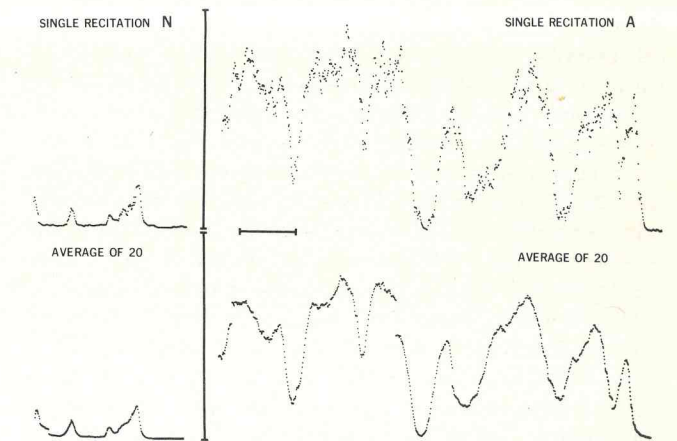 SINGLE RECITATION N
SINGLE RECITATION A
AVERAGE OF 20
AVERAGE OF 20